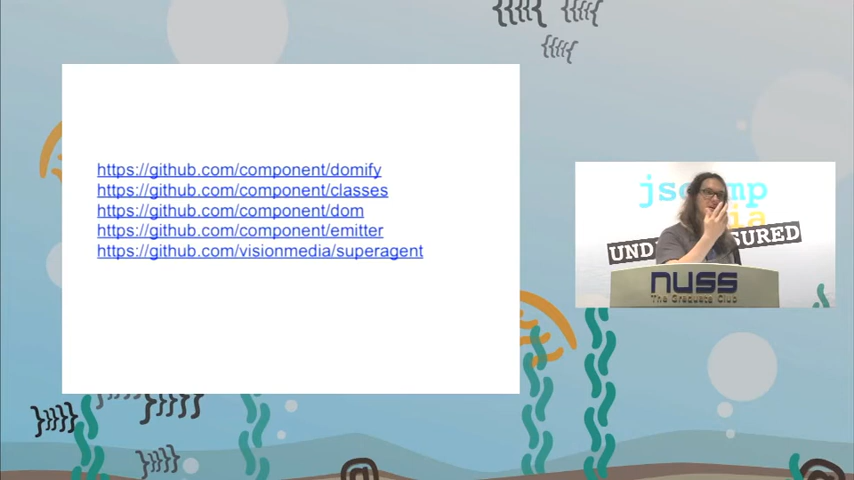 https://github.com/component/domify
https://github.com/component/classes
https://github.com/component/dom
https://github.com/component/emitter
https://github.com/visionmedia/superagent
nuss
The Graduate Club